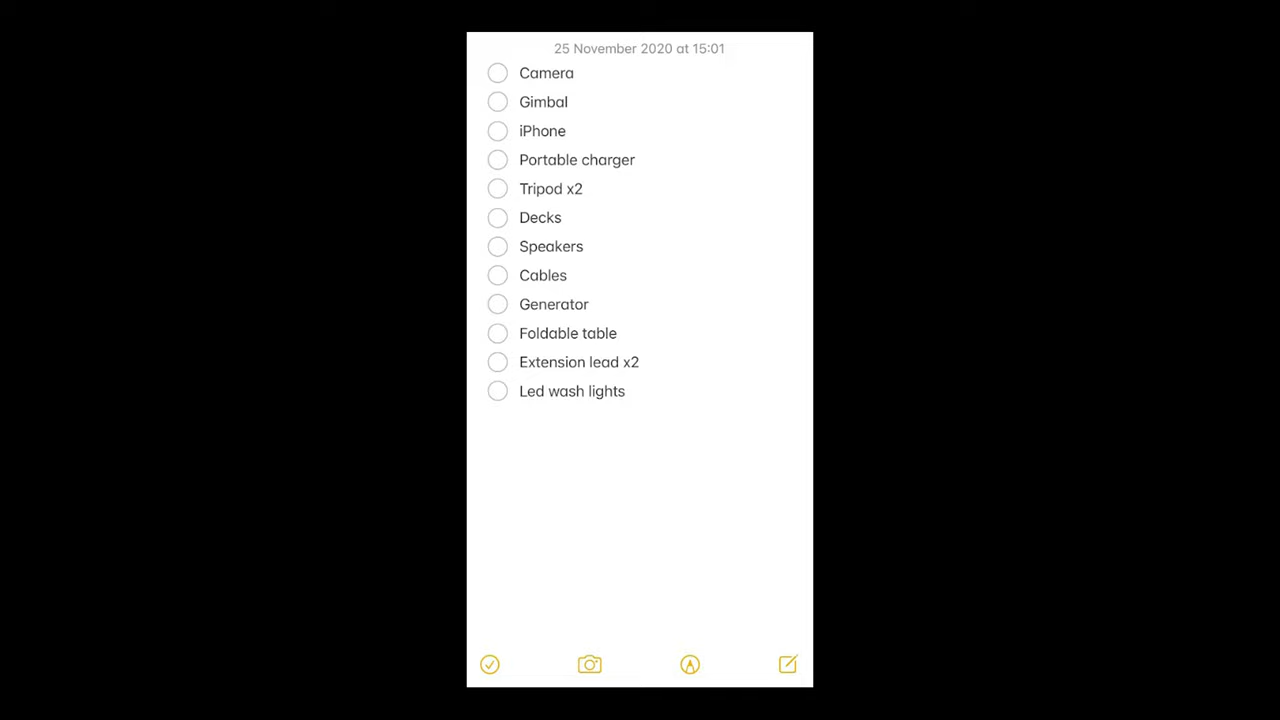 25 November 2020 at 15:01
Camera
Gimbal
iPhone
Portable charger
Tripod x2
Decks
Speakers
Cables
Generator
Foldable table
Extension lead x2
Led wash lights